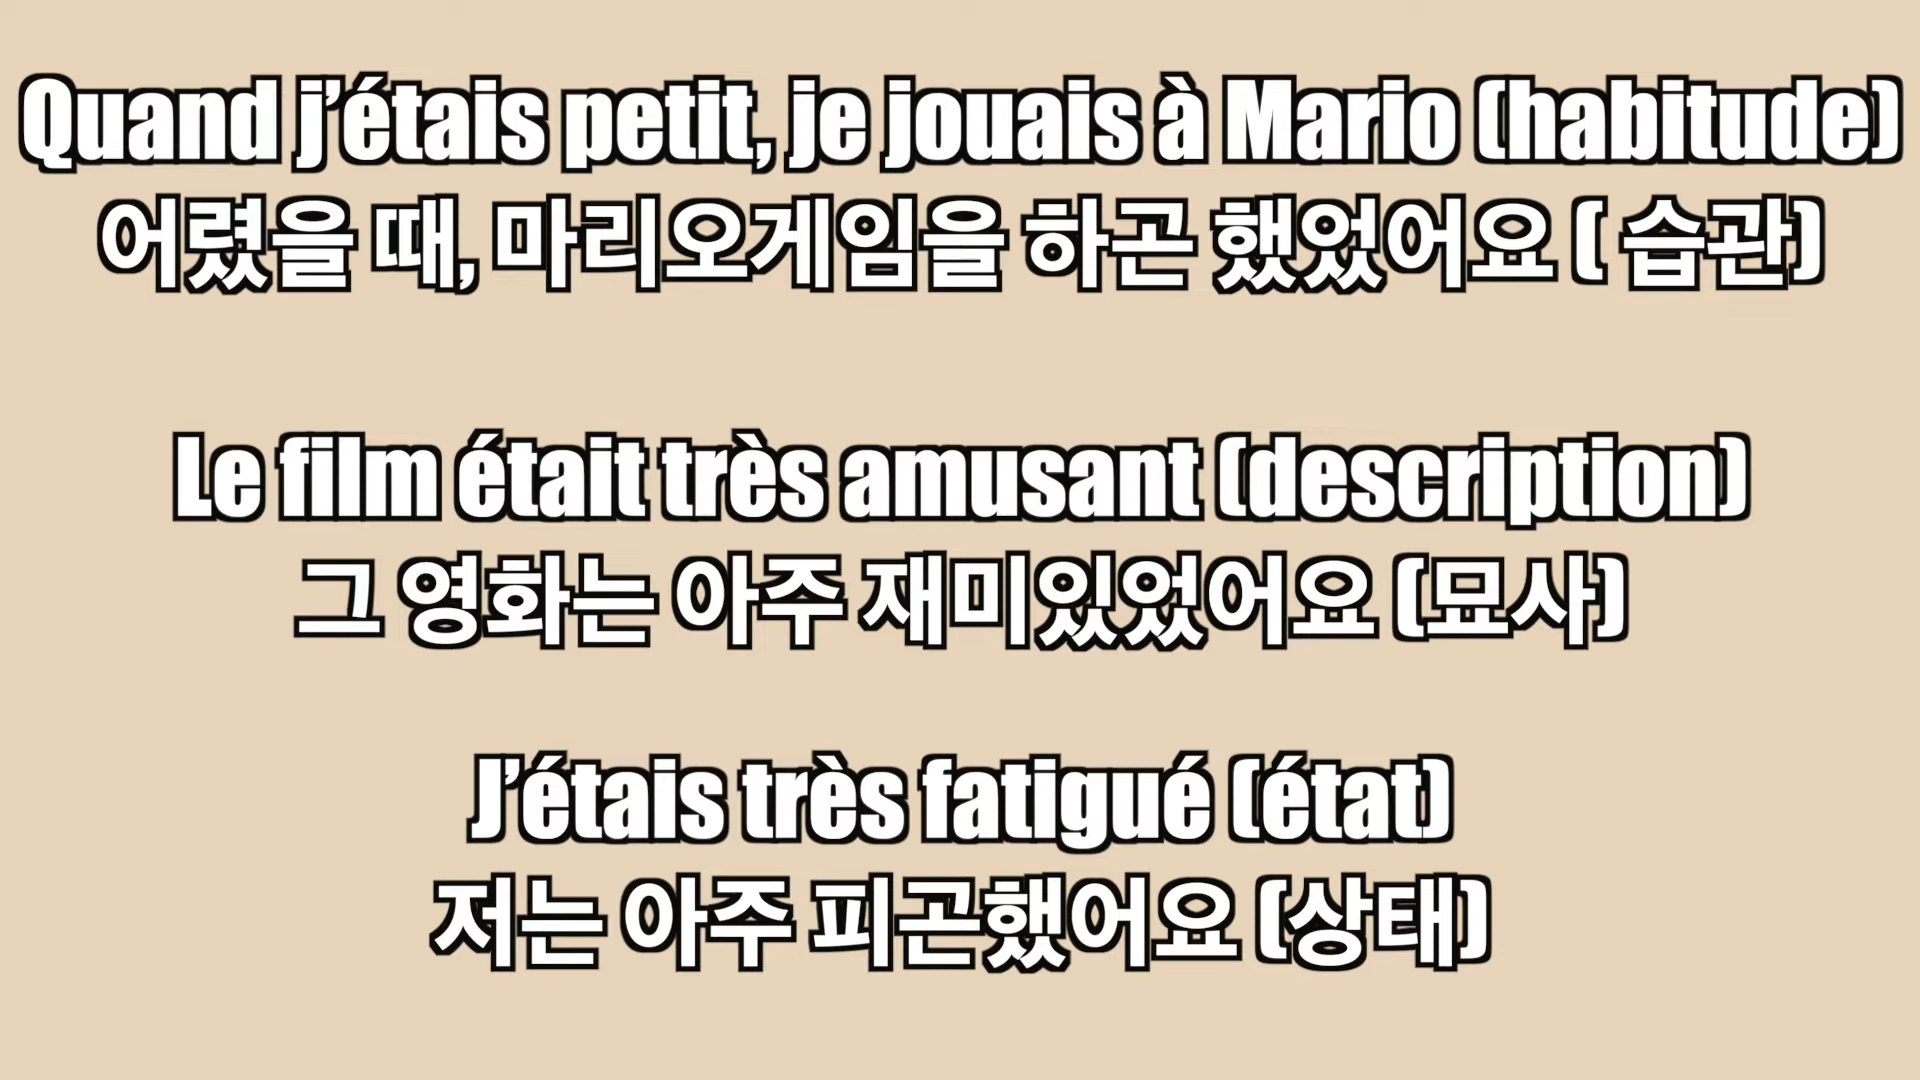 Quand j’étais petit, je jouais à Mario (habitude)
어렸을 때, 마리오게임을 하곤 했었어요 ( 습관)
Le film était très amusant (description)
그 영화는 아주 재미있었어요 (묘사)
J’étais très fatigué (état)
저는 아주 피곤했어요 (상태)